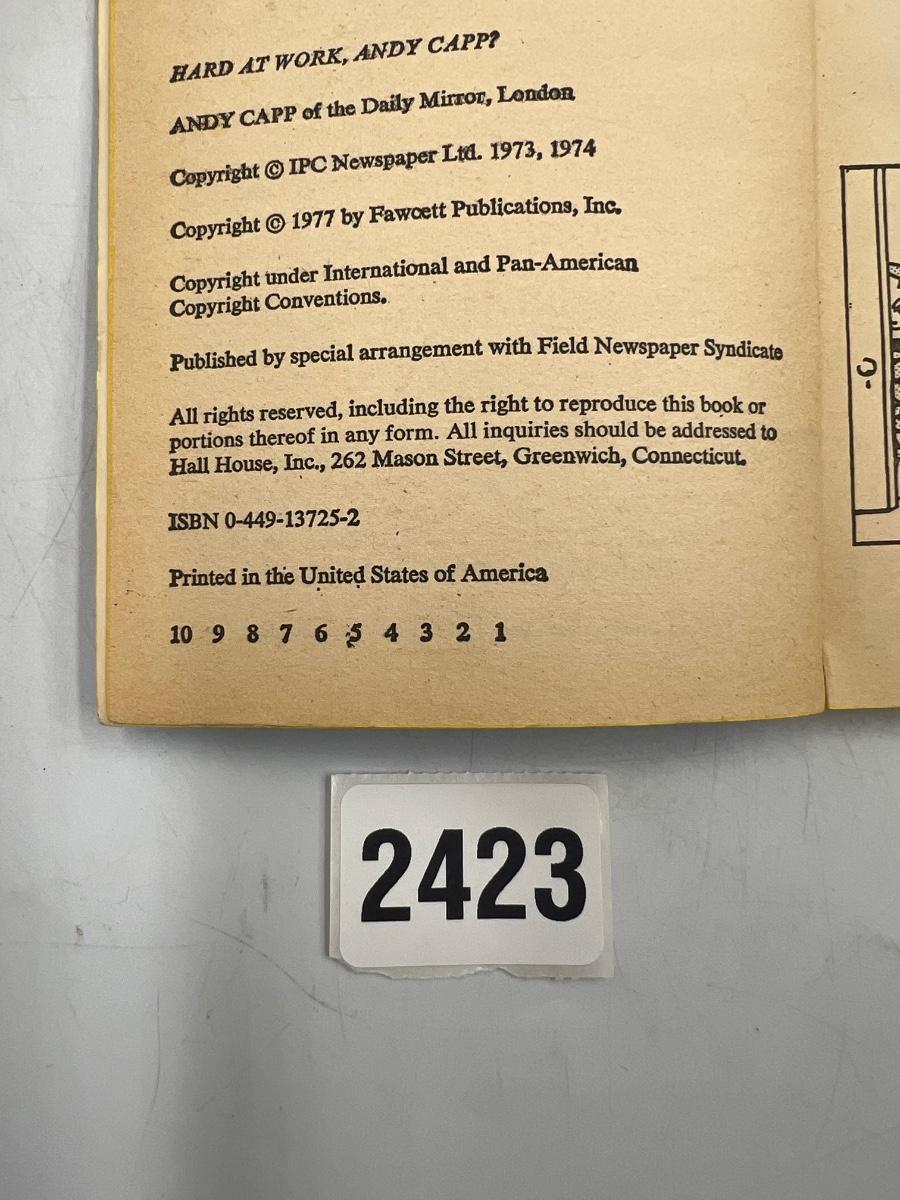 HARD AT WORK, ANDY CAPP?
ANDY CAPP of the Daily Mirror, London
Copyright © IPC Newspaper Ltd. 1973, 1974
Copyright © 1977 by Fawcett Publications, Inc.
Copyright under International and Pan-American
Copyright Conventions.
Published by special arrangement with Field Newspaper Syndicate
All rights reserved, including the right to reproduce this book or
portions thereof in any form. All inquiries should be addressed to
Hall House, Inc., 262 Mason Street, Greenwich, Connecticut.
ISBN 0-449-13725-2
Printed in the United States of America
10 9 8 7 6 5 4 3 2 1
2423